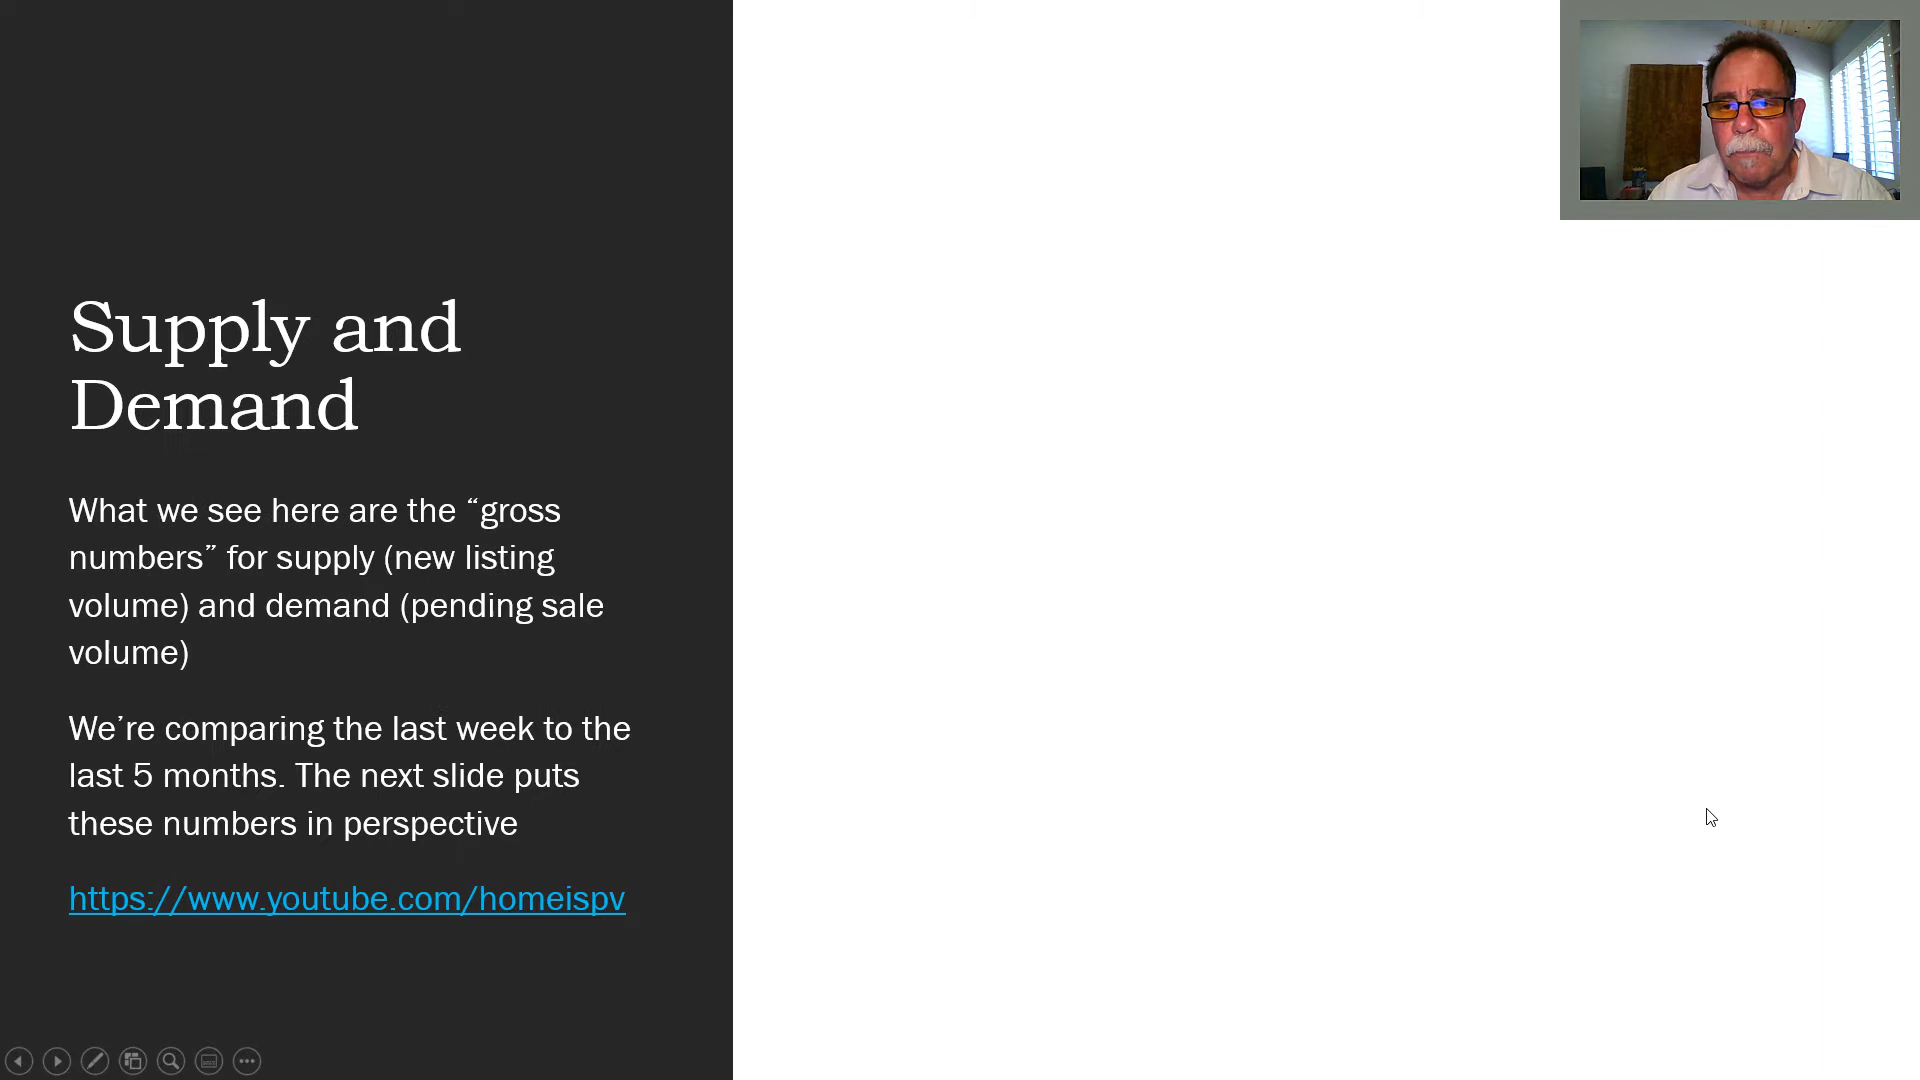 Supply and
Demand
What we see here are the “gross
numbers” for supply (new listing
volume) and demand (pending sale
volume)
We’re comparing the last week to the
last 5 months. The next slide puts
these numbers in perspective
https://www.youtube.com/homeispv